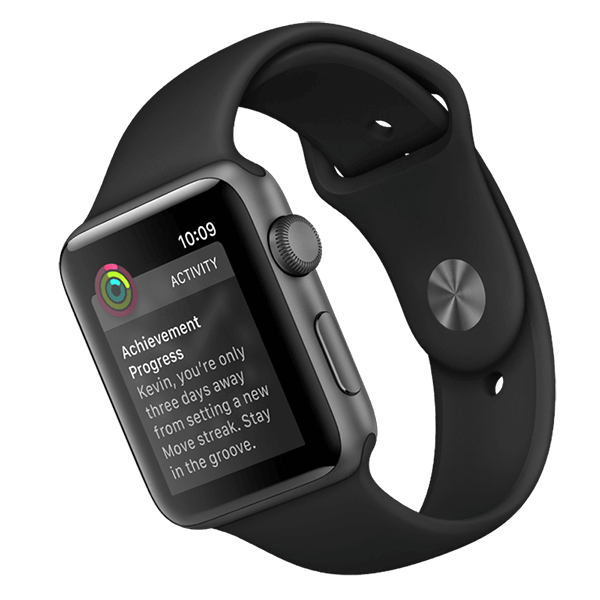 10:09
ACTIVITY
Achievement
Progress
Kevin, you're only
three days away
from setting a new
Move streak. Stay
in the groove.